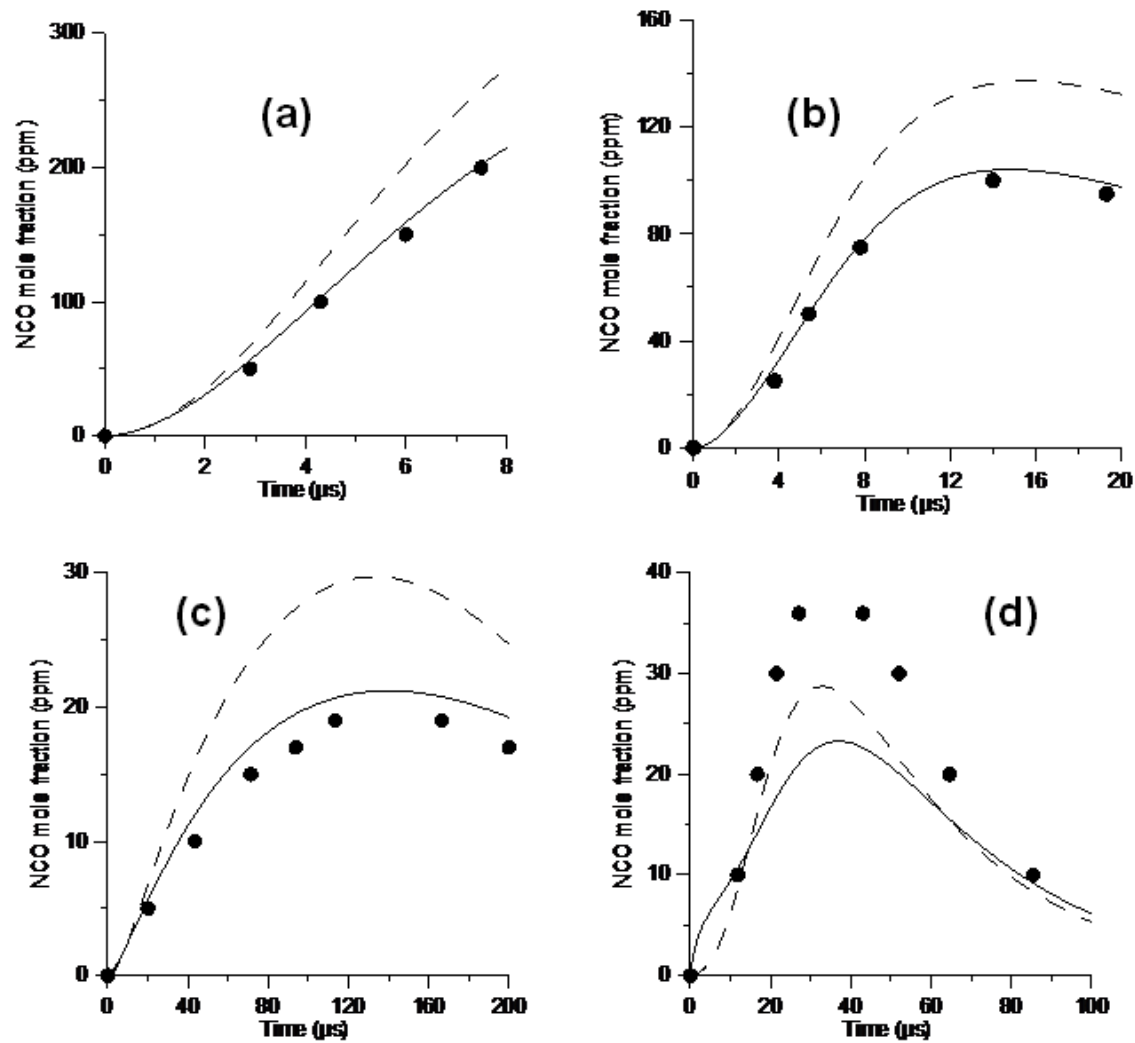 300
(a)
200
100
0
NCO mole fraction (ppm)
0 2 4 6 8
Time (µs)
160
(b)
120
80
40
0
NCO mole fraction (ppm)
0 4 8 12 16 20
Time (µs)
30
(c)
20
10
0
NCO mole fraction (ppm)
0 40 80 120 160 200
Time (µs)
40
(d)
30
20
10
0
NCO mole fraction (ppm)
0 20 40 60 80 100
Time (µs)